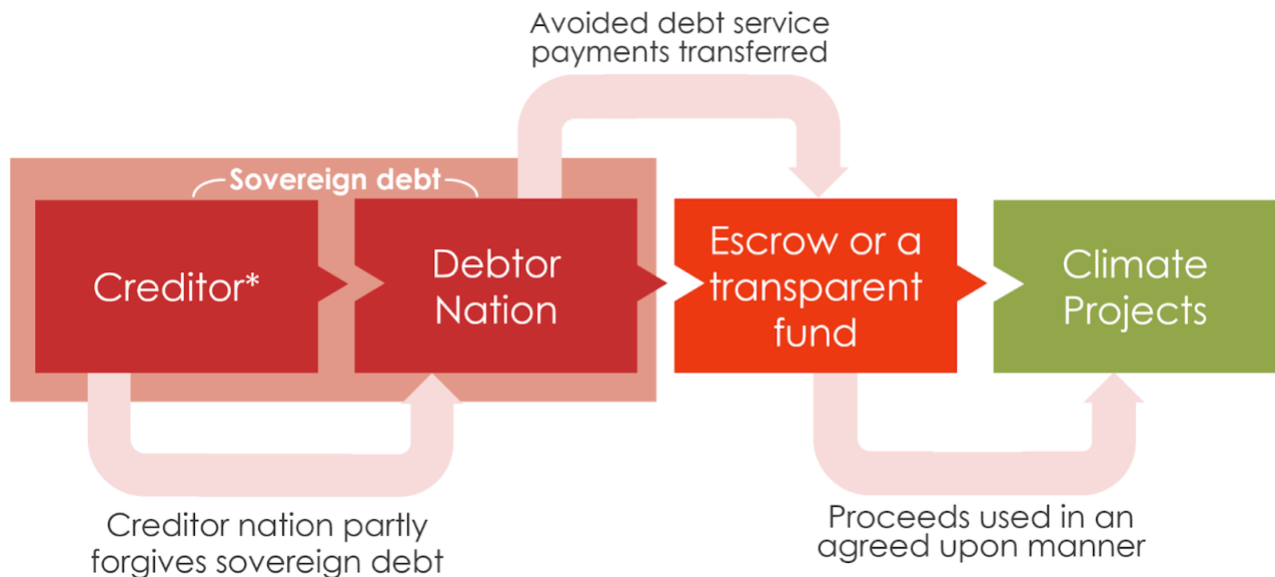 Avoided debt service
payments transferred
Sovereign debt
Creditor*
Debtor
Nation
Escrow or a
transparent
fund
Climate
Projects
Creditor nation partly
forgives sovereign debt
Proceeds used in an
agreed upon manner